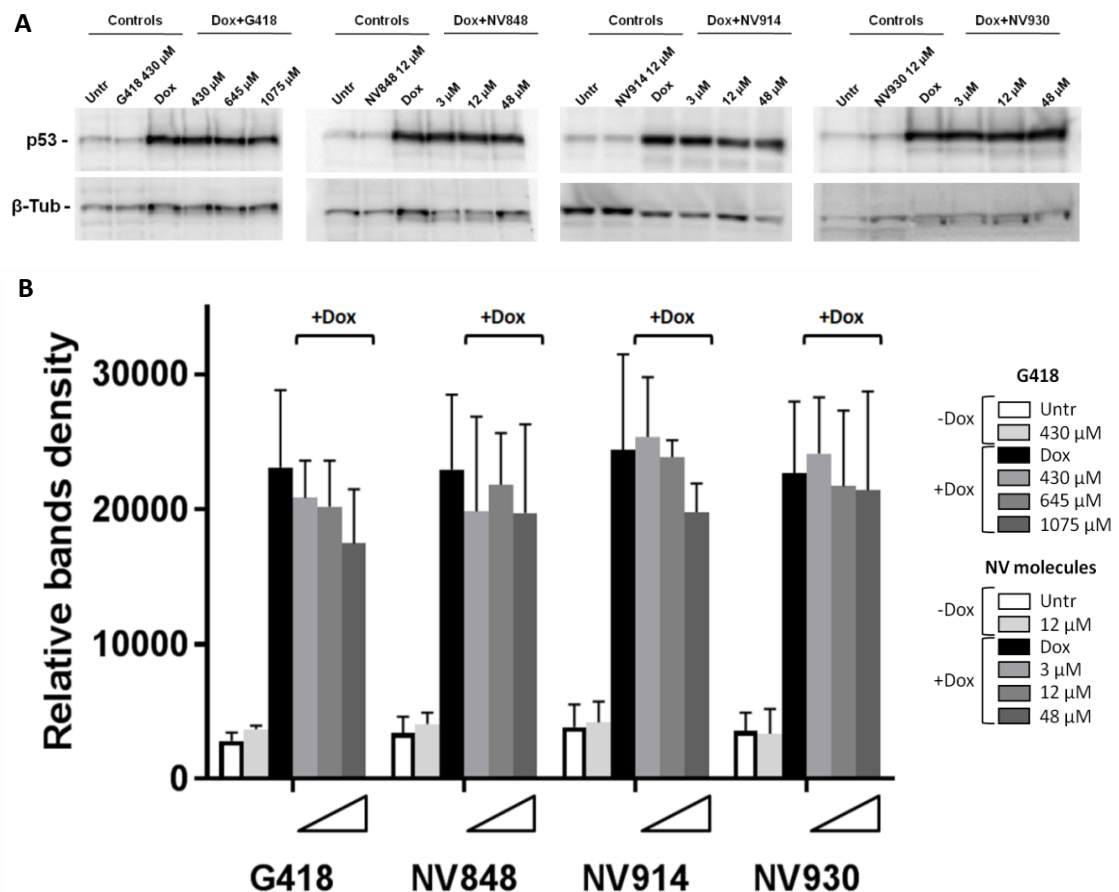 A
Controls Dox+G418 Controls Dox+NV848 Controls Dox+NV914 Controls Dox+NV930
Untr G418 430 µM Dox 430 µM 645 µM 1075 µM Untr NV848 12 µM Dox 3 µM 12 µM 48 µM Untr NV914 12 µM Dox 3 µM 12 µM 48 µM Untr NV930 12 µM Dox 3 µM 12 µM 48 µM
p53 -
β-Tub -
B
Relative bands density
+Dox +Dox +Dox +Dox
30000
20000
10000
0
G418 NV848 NV914 NV930
G418
-Dox
Untr
430 µM
+Dox
Dox
430 µM
645 µM
1075 µM
NV molecules
-Dox
Untr
12 µM
+Dox
Dox
3 µM
12 µM
48 µM